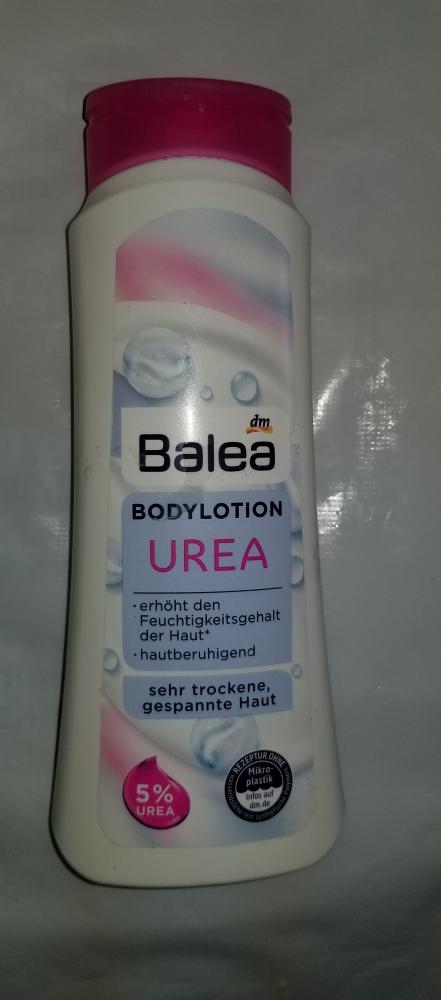 dm
Balea
BODYLOTION
UREA
· erhöht den
Feuchtigkeitsgehalt
der Haut*
· hautberuhigend
sehr trockene,
gespannte Haut
5%
UREA
REZEPTUR OHNE
Mikro-
plastik
Infos auf
dm.de